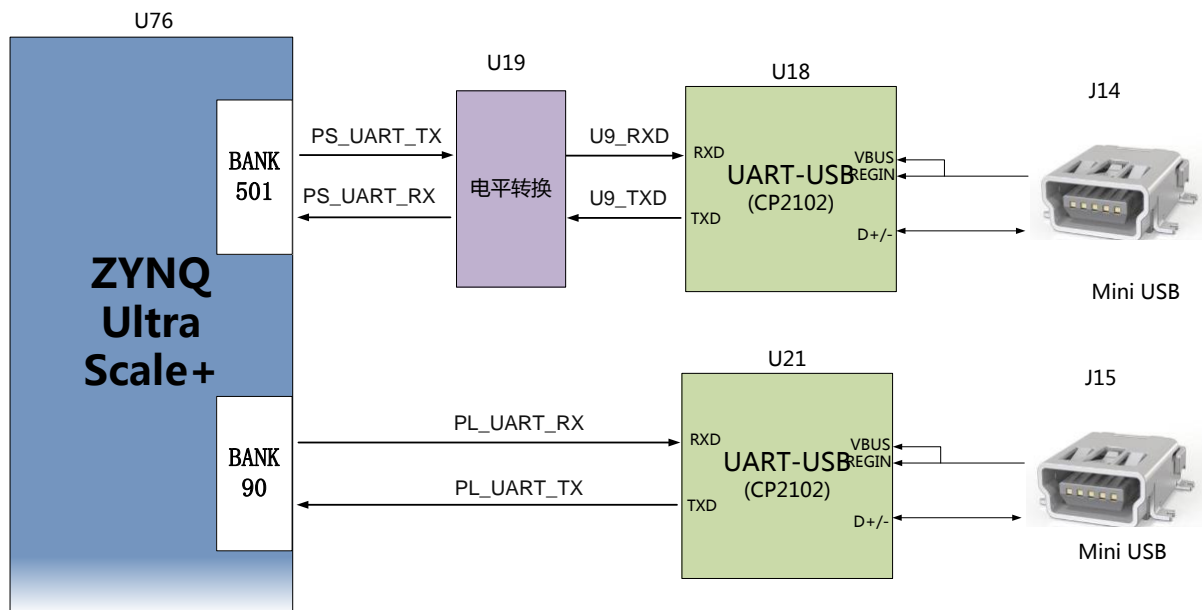 U76
U19
U18
J14
PS_UART_TX
U9_RXD
BANK
501
RXD
VBUS
REGIN
UART-USB
(CP2102)
电平转换
PS_UART_RX
U9_TXD
TXD
D+/-
Mini USB
ZYNQ
Ultra
Scale+
U21
J15
PL_UART_RX
RXD
VBUS
REGIN
BANK
90
UART-USB
(CP2102)
PL_UART_TX
TXD
D+/-
Mini USB